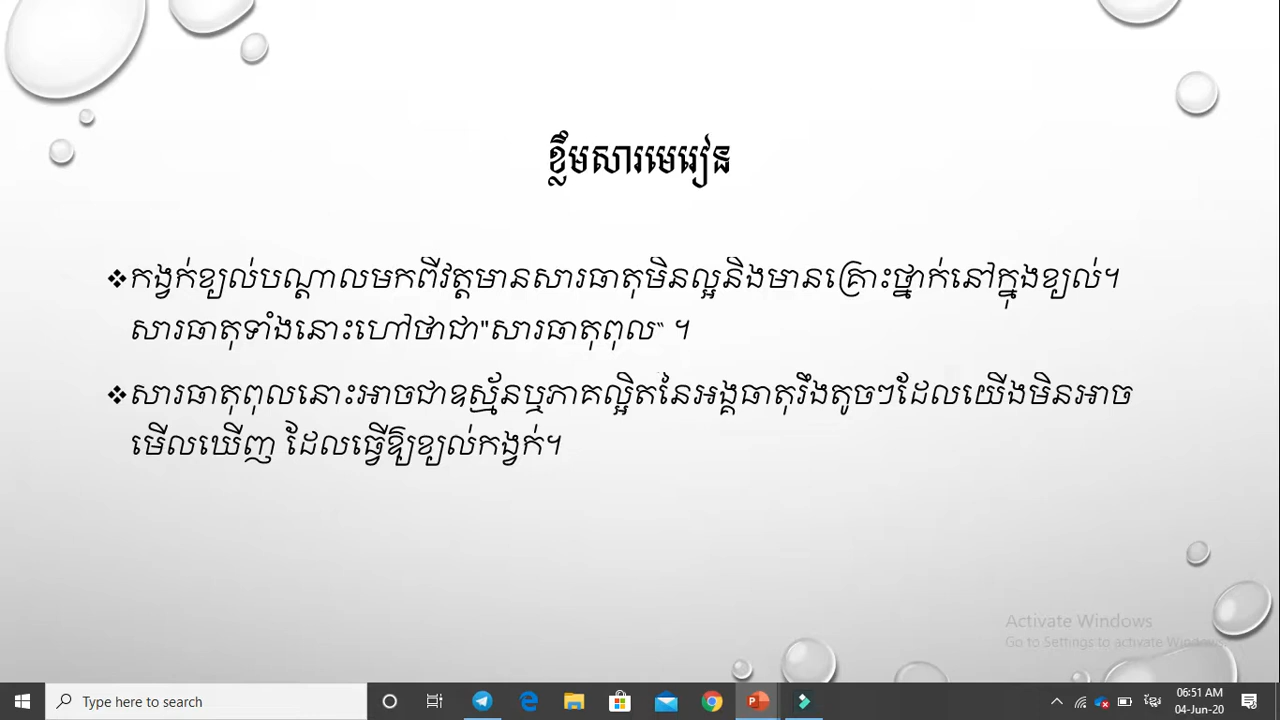 ខ្លឹមសារមេរៀន
❖កង្វក់ខ្យល់បណ្តាលមកពីវត្តមានសារធាតុមិនល្អនិងមានគ្រោះថ្នាក់នៅក្នុងខ្យល់។
សារធាតុទាំងនោះហៅថាជា"សារធាតុពុល“ ។
❖សារធាតុពុលនោះអាចជាឧស្ម័នឬភាគល្អិតនៃអង្គធាតុរឹងតូចៗដែលយើងមិនអាច
មើលឃើញ ដែលធ្វើឱ្យខ្យល់កង្វក់។
Activate Windows
Go to Settings to activate Windows.
Type here to search
06:51 AM
04-Jun-20